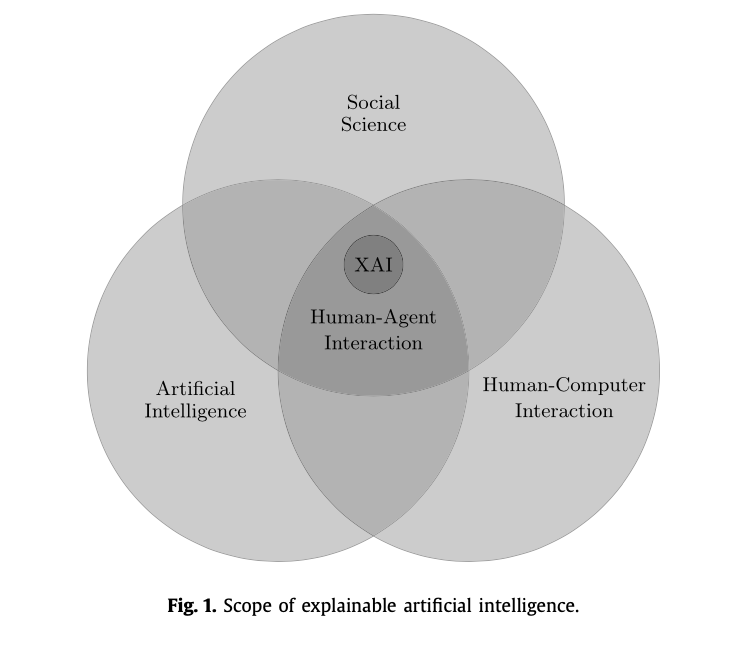 Social
Science
XAI
Human-Agent
Interaction
Artificial
Intelligence
Human-Computer
Interaction
Fig. 1. Scope of explainable artificial intelligence.